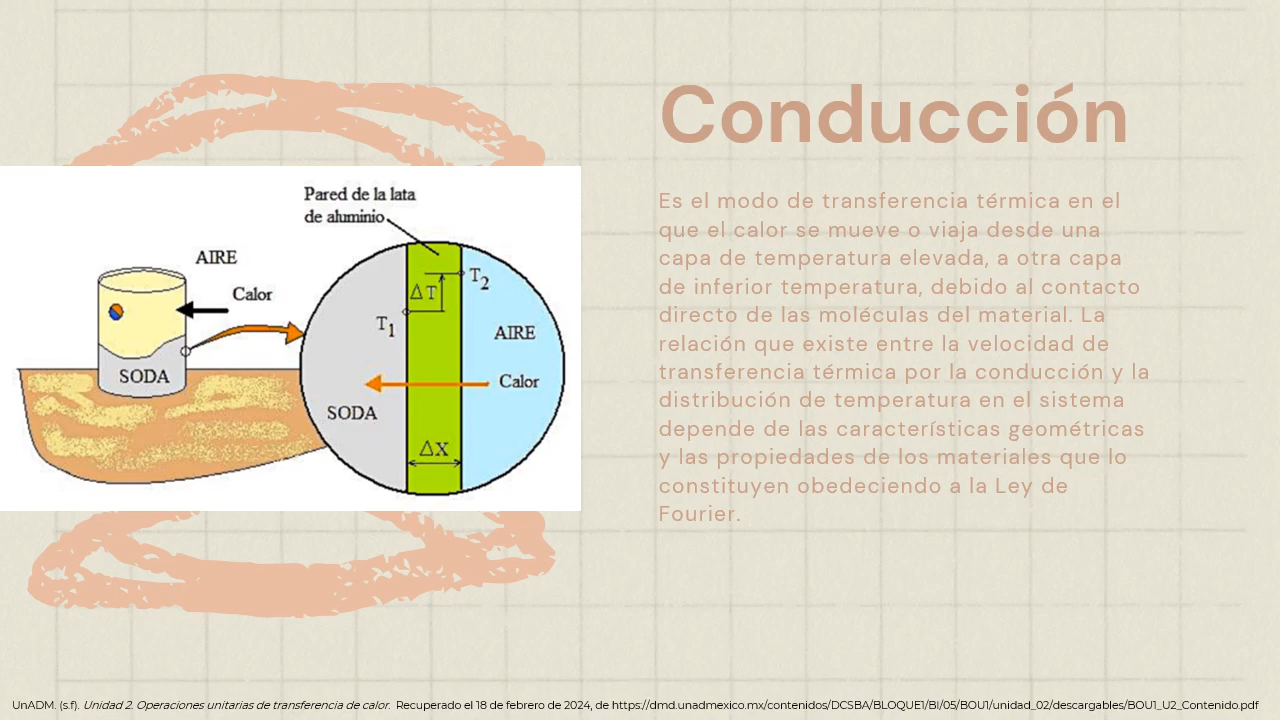 Conducción
Es el modo de transferencia térmica en el
que el calor se mueve o viaja desde una
capa de temperatura elevada, a otra capa
de inferior temperatura, debido al contacto
directo de las moléculas del material. La
relación que existe entre la velocidad de
transferencia térmica por la conducción y la
distribución de temperatura en el sistema
depende de las características geométricas
y las propiedades de los materiales que lo
constituyen obedeciendo a la Ley de
Fourier.
Pared de la lata
de aluminio
AIRE
Calor
SODA
T2
ΔT
T1
AIRE
Calor
SODA
ΔX
UnADM. (s.f). Unidad 2. Operaciones unitarias de transferencia de calor. Recuperado el 18 de febrero de 2024, de https://dmd.unadmexico.mx/contenidos/DCSBA/BLOQUE1/BI/05/BOU1/unidad_02/descargables/BOU1_U2_Contenido.pdf